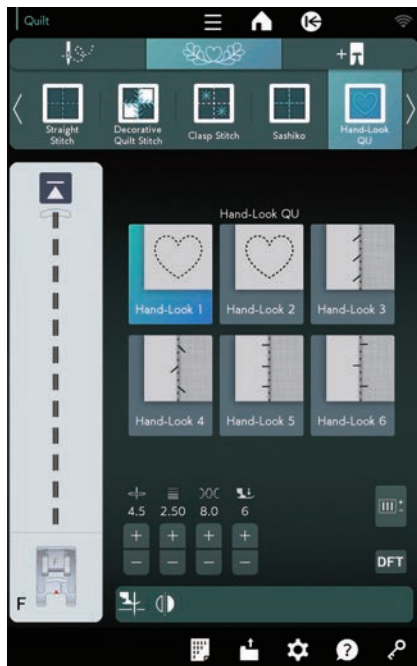 Quilt
Straight
Stitch
Decorative
Quilt Stitch
Clasp Stitch
Sashiko
Hand-Look
QU
Hand-Look QU
Hand-Look 1
Hand-Look 2
Hand-Look 3
Hand-Look 4
Hand-Look 5
Hand-Look 6
4.5 2.50 8.0 6
+ + + +
− − − −
DFT
F